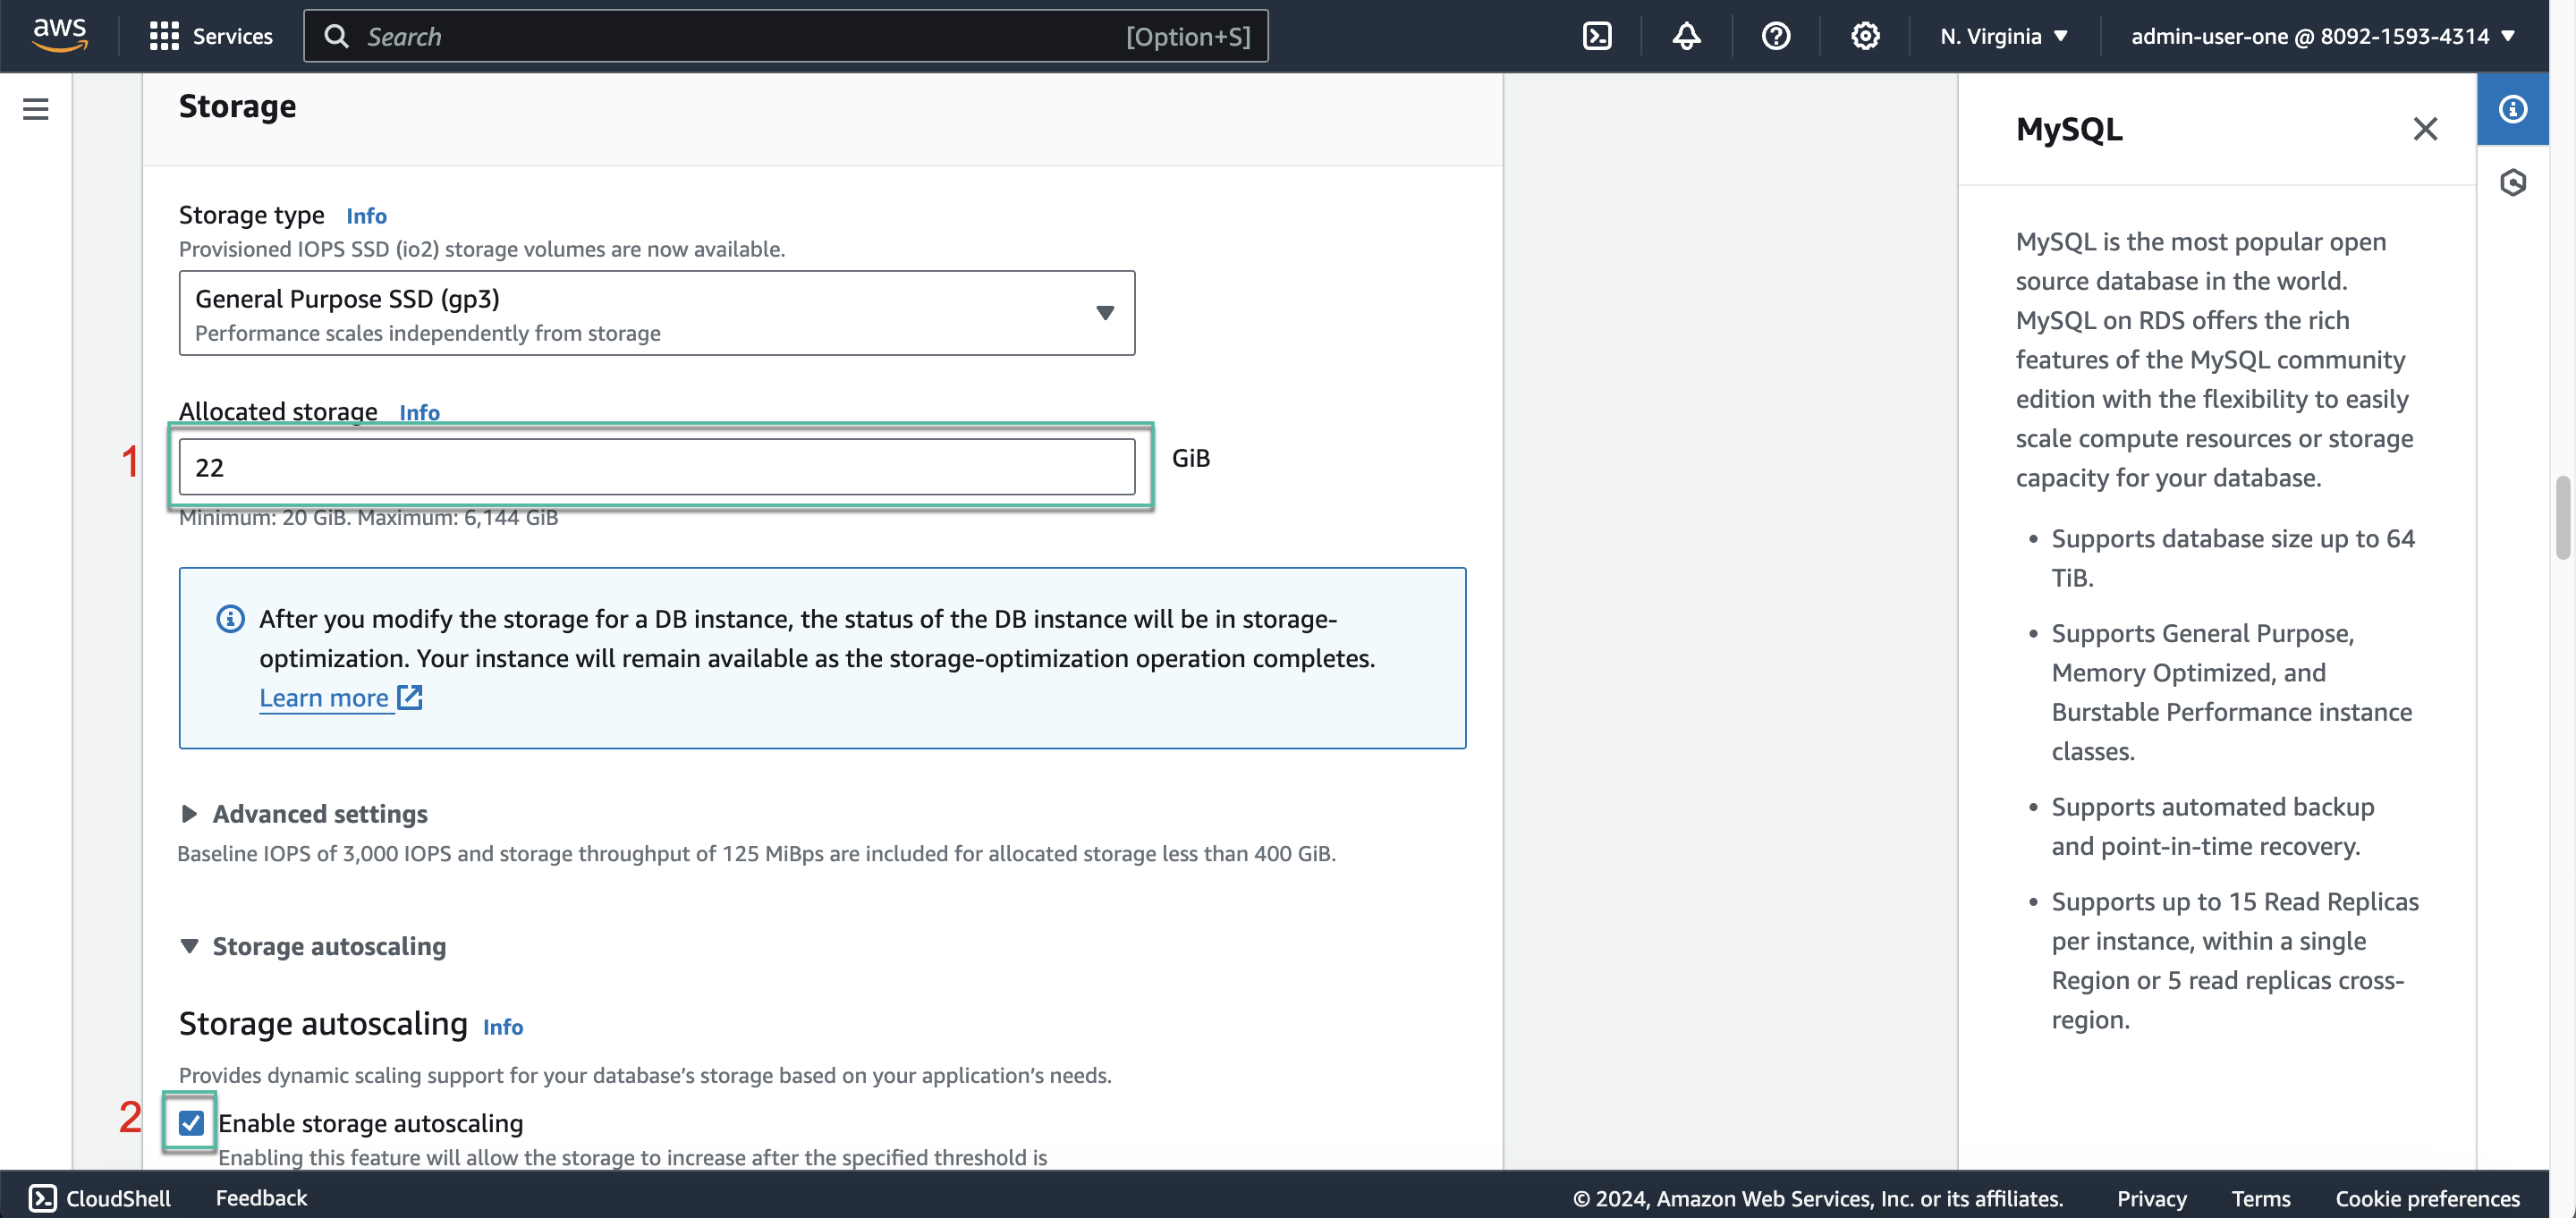 aws
Services
Search
[Option+S]
N. Virginia
admin-user-one @ 8092-1593-4314
Storage
Storage type Info
Provisioned IOPS SSD (io2) storage volumes are now available.
General Purpose SSD (gp3)
Performance scales independently from storage
Allocated storage Info
1
22
GiB
Minimum: 20 GiB. Maximum: 6,144 GiB
After you modify the storage for a DB instance, the status of the DB instance will be in storage-
optimization. Your instance will remain available as the storage-optimization operation completes.
Learn more
Advanced settings
Baseline IOPS of 3,000 IOPS and storage throughput of 125 MiBps are included for allocated storage less than 400 GiB.
Storage autoscaling
Storage autoscaling Info
Provides dynamic scaling support for your database's storage based on your application's needs.
2
Enable storage autoscaling
Enabling this feature will allow the storage to increase after the specified threshold is
MySQL
MySQL is the most popular open
source database in the world.
MySQL on RDS offers the rich
features of the MySQL community
edition with the flexibility to easily
scale compute resources or storage
capacity for your database.
• Supports database size up to 64
TiB.
• Supports General Purpose,
Memory Optimized, and
Burstable Performance instance
classes.
• Supports automated backup
and point-in-time recovery.
• Supports up to 15 Read Replicas
per instance, within a single
Region or 5 read replicas cross-
region.
CloudShell
Feedback
© 2024, Amazon Web Services, Inc. or its affiliates.
Privacy
Terms
Cookie preferences